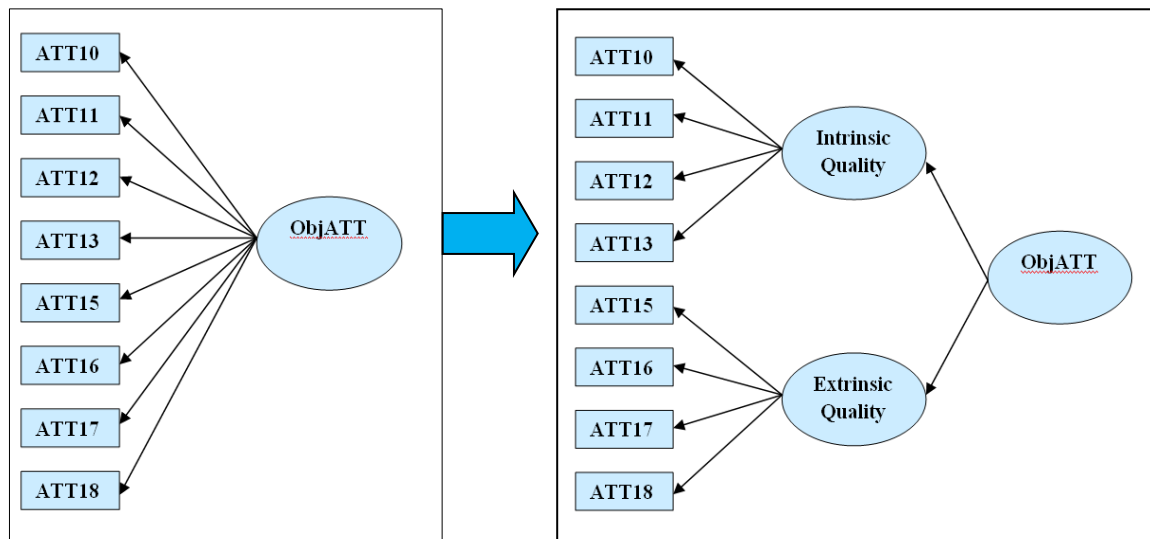 ATT10
ATT11
ATT12
ATT13
ATT15
ATT16
ATT17
ATT18
ObjATT
ATT10
ATT11
ATT12
ATT13
ATT15
ATT16
ATT17
ATT18
Intrinsic
Quality
Extrinsic
Quality
ObjATT